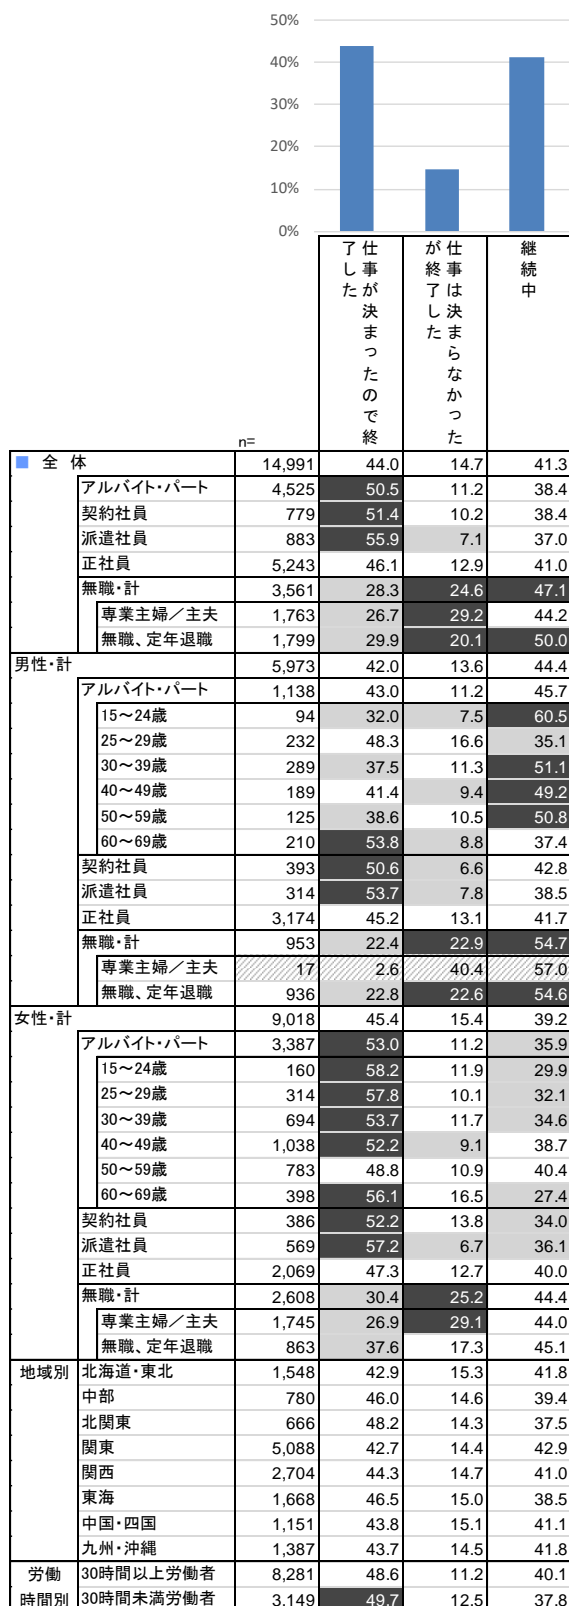 50%
40%
30%
20%
10%
0%
仕事が決まったので終了した
仕事は決まらなかったが終了した
継続中
n=
全 体 14,991 44.0 14.7 41.3
アルバイト・パート 4,525 50.5 11.2 38.4
契約社員 779 51.4 10.2 38.4
派遣社員 883 55.9 7.1 37.0
正社員 5,243 46.1 12.9 41.0
無職・計 3,561 28.3 24.6 47.1
専業主婦／主夫 1,763 26.7 29.2 44.2
無職、定年退職 1,799 29.9 20.1 50.0
男性・計 5,973 42.0 13.6 44.4
アルバイト・パート 1,138 43.0 11.2 45.7
15～24歳 94 32.0 7.5 60.5
25～29歳 232 48.3 16.6 35.1
30～39歳 289 37.5 11.3 51.1
40～49歳 189 41.4 9.4 49.2
50～59歳 125 38.6 10.5 50.8
60～69歳 210 53.8 8.8 37.4
契約社員 393 50.6 6.6 42.8
派遣社員 314 53.7 7.8 38.5
正社員 3,174 45.2 13.1 41.7
無職・計 953 22.4 22.9 54.7
専業主婦／主夫 17 2.6 40.4 57.0
無職、定年退職 936 22.8 22.6 54.6
女性・計 9,018 45.4 15.4 39.2
アルバイト・パート 3,387 53.0 11.2 35.9
15～24歳 160 58.2 11.9 29.9
25～29歳 314 57.8 10.1 32.1
30～39歳 694 53.7 11.7 34.6
40～49歳 1,038 52.2 9.1 38.7
50～59歳 783 48.8 10.9 40.4
60～69歳 398 56.1 16.5 27.4
契約社員 386 52.2 13.8 34.0
派遣社員 569 57.2 6.7 36.1
正社員 2,069 47.3 12.7 40.0
無職・計 2,608 30.4 25.2 44.4
専業主婦／主夫 1,745 26.9 29.1 44.0
無職、定年退職 863 37.6 17.3 45.1
地域別 北海道・東北 1,548 42.9 15.3 41.8
中部 780 46.0 14.6 39.4
北関東 666 48.2 14.3 37.5
関東 5,088 42.7 14.4 42.9
関西 2,704 44.3 14.7 41.0
東海 1,668 46.5 15.0 38.5
中国・四国 1,151 43.8 15.1 41.1
九州・沖縄 1,387 43.7 14.5 41.8
労働 30時間以上労働者 8,281 48.6 11.2 40.1
時間別 30時間未満労働者 3,149 49.7 12.5 37.8